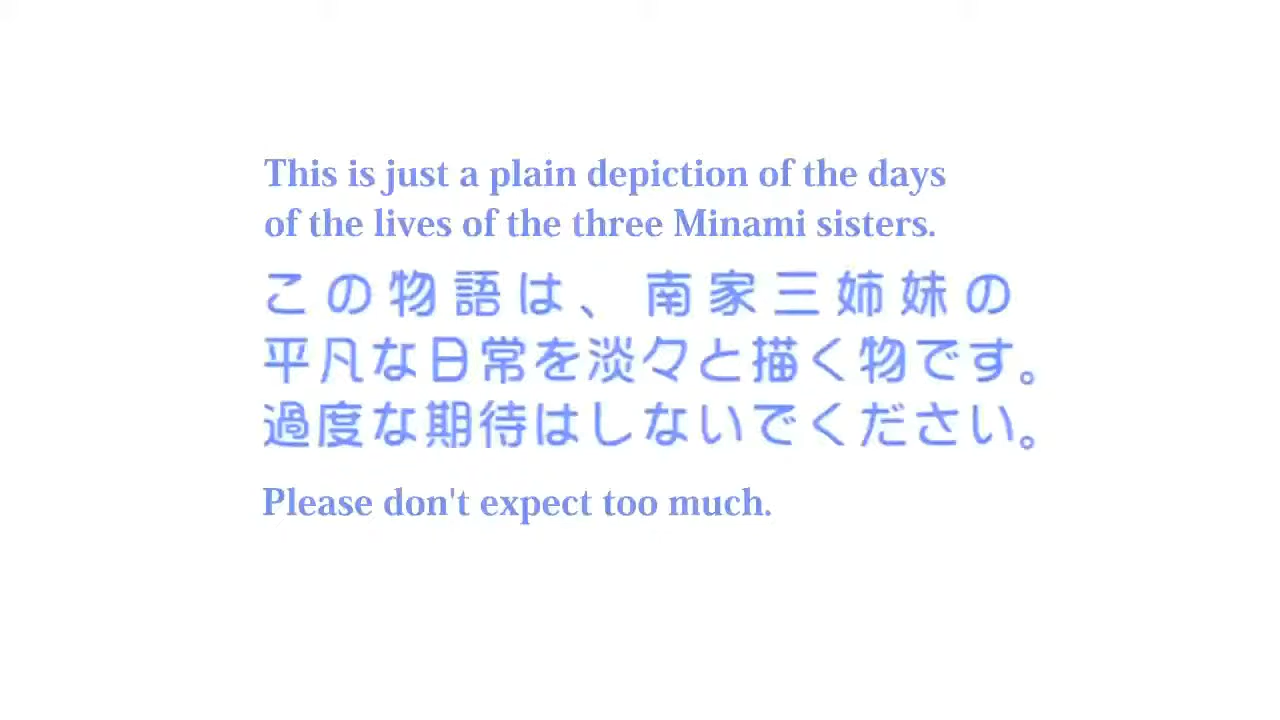 This is just a plain depiction of the days
of the lives of the three Minami sisters.
この物語は、南家三姉妹の
平凡な日常を淡々と描く物です。
過度な期待はしないでください。
Please don't expect too much.